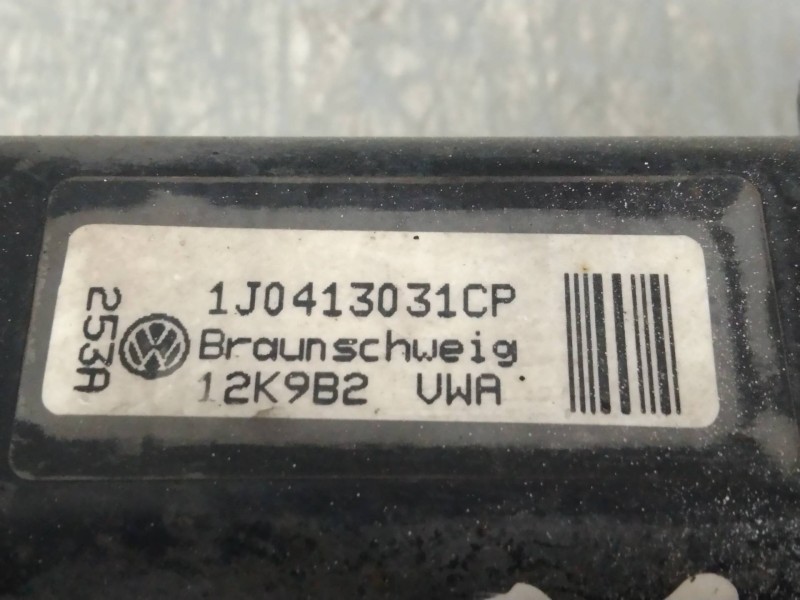 253A
1J0413031CP
Braunschweig
12K9B2 VWA